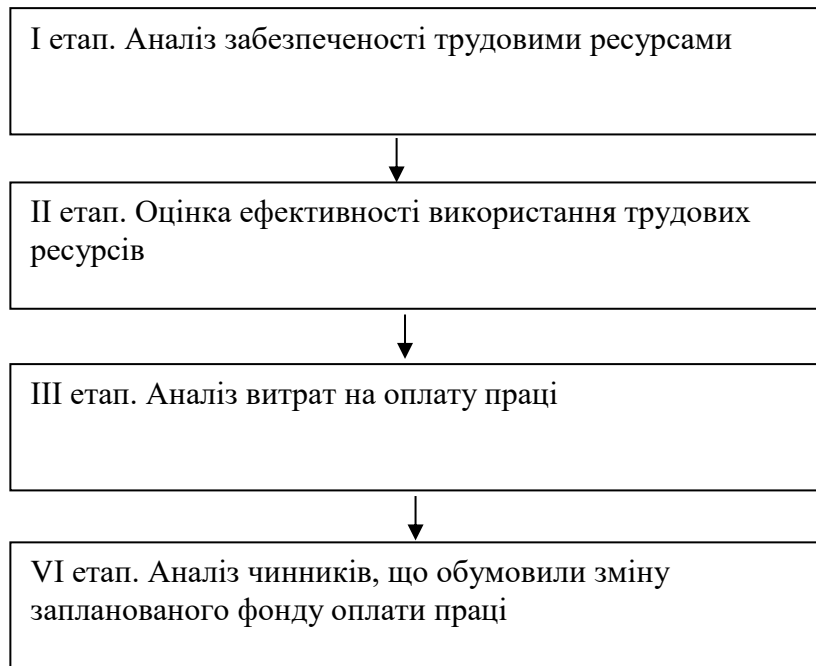 І етап. Аналіз забезпеченості трудовими ресурсами
ІІ етап. Оцінка ефективності використання трудових
ресурсів
ІІІ етап. Аналіз витрат на оплату праці
VІ етап. Аналіз чинників, що обумовили зміну
запланованого фонду оплати праці